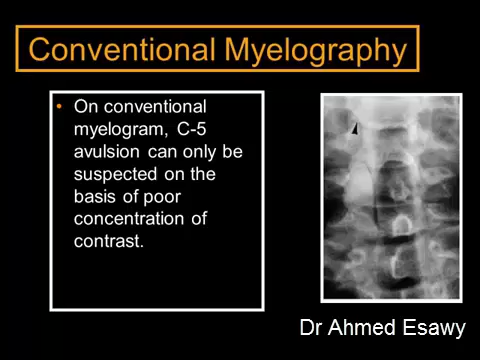 Conventional Myelography
• On conventional
myelogram, C-5
avulsion can only be
suspected on the
basis of poor
concentration of
contrast.
Dr Ahmed Esawy